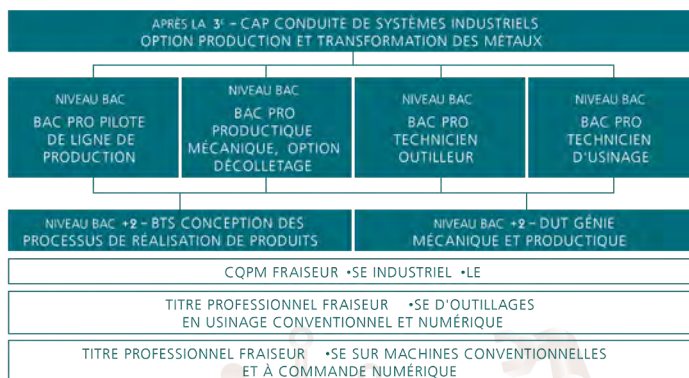 APRÈS LA 3E – CAP CONDUITE DE SYSTÈMES INDUSTRIELS
OPTION PRODUCTION ET TRANSFORMATION DES MÉTAUX
NIVEAU BAC
BAC PRO PILOTE
DE LIGNE DE
PRODUCTION
NIVEAU BAC
BAC PRO
PRODUCTIQUE
MÉCANIQUE, OPTION
DÉCOLLETAGE
NIVEAU BAC
BAC PRO
TECHNICIEN
OUTILLEUR
NIVEAU BAC
BAC PRO
TECHNICIEN
D'USINAGE
NIVEAU BAC +2 – BTS CONCEPTION DES
PROCESSUS DE RÉALISATION DE PRODUITS
NIVEAU BAC +2 – DUT GÉNIE
MÉCANIQUE ET PRODUCTIQUE
CQPM FRAISEUR •SE INDUSTRIEL •LE
TITRE PROFESSIONNEL FRAISEUR •SE D'OUTILLAGES
EN USINAGE CONVENTIONNEL ET NUMÉRIQUE
TITRE PROFESSIONNEL FRAISEUR •SE SUR MACHINES CONVENTIONNELLES
ET À COMMANDE NUMÉRIQUE